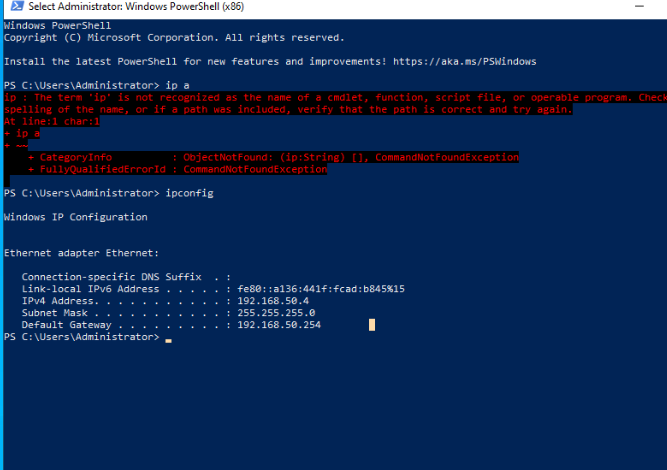 Select Administrator: Windows PowerShell (x86)
Windows PowerShell
Copyright (C) Microsoft Corporation. All rights reserved.
Install the latest PowerShell for new features and improvements! https://aka.ms/PSWindows
PS C:\Users\Administrator> ip a
ip : The term 'ip' is not recognized as the name of a cmdlet, function, script file, or operable program. Check
spelling of the name, or if a path was included, verify that the path is correct and try again.
At line:1 char:1
+ ip a
+ ~~
    + CategoryInfo          : ObjectNotFound: (ip:String) [], CommandNotFoundException
    + FullyQualifiedErrorId : CommandNotFoundException
PS C:\Users\Administrator> ipconfig
Windows IP Configuration
Ethernet adapter Ethernet:
   Connection-specific DNS Suffix  . :
   Link-local IPv6 Address . . . . . : fe80::a136:441f:fcad:b845%15
   IPv4 Address. . . . . . . . . . . : 192.168.50.4
   Subnet Mask . . . . . . . . . . . : 255.255.255.0
   Default Gateway . . . . . . . . . : 192.168.50.254
PS C:\Users\Administrator>